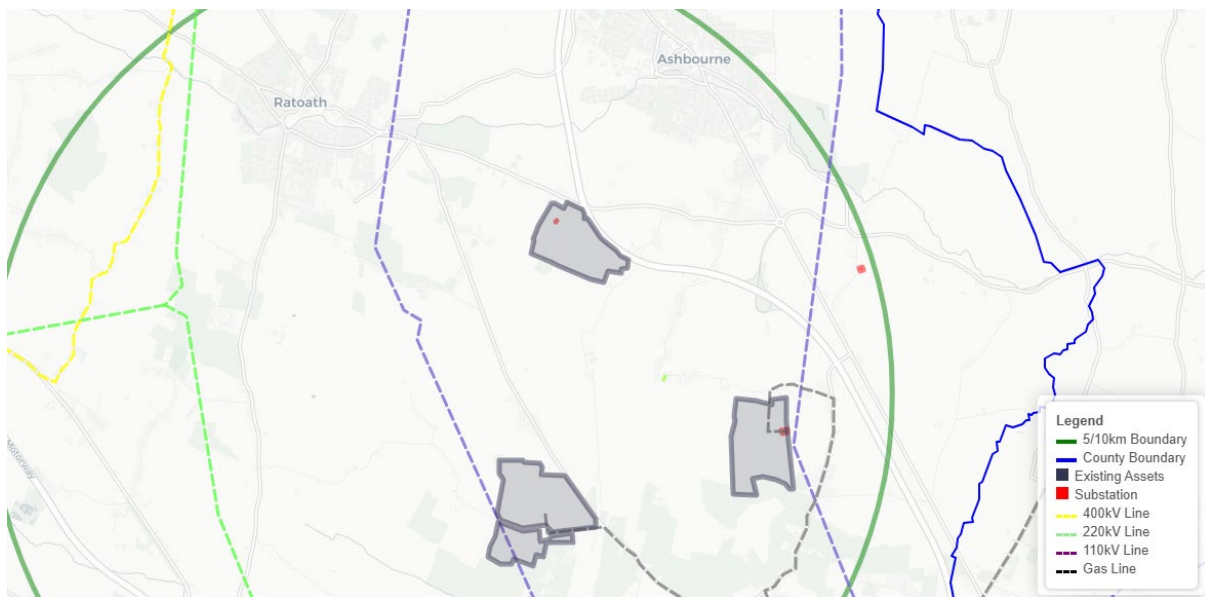 Ashbourne
Ratoath
Motorway
Legend
5/10km Boundary
County Boundary
Existing Assets
Substation
400kV Line
220kV Line
110kV Line
Gas Line